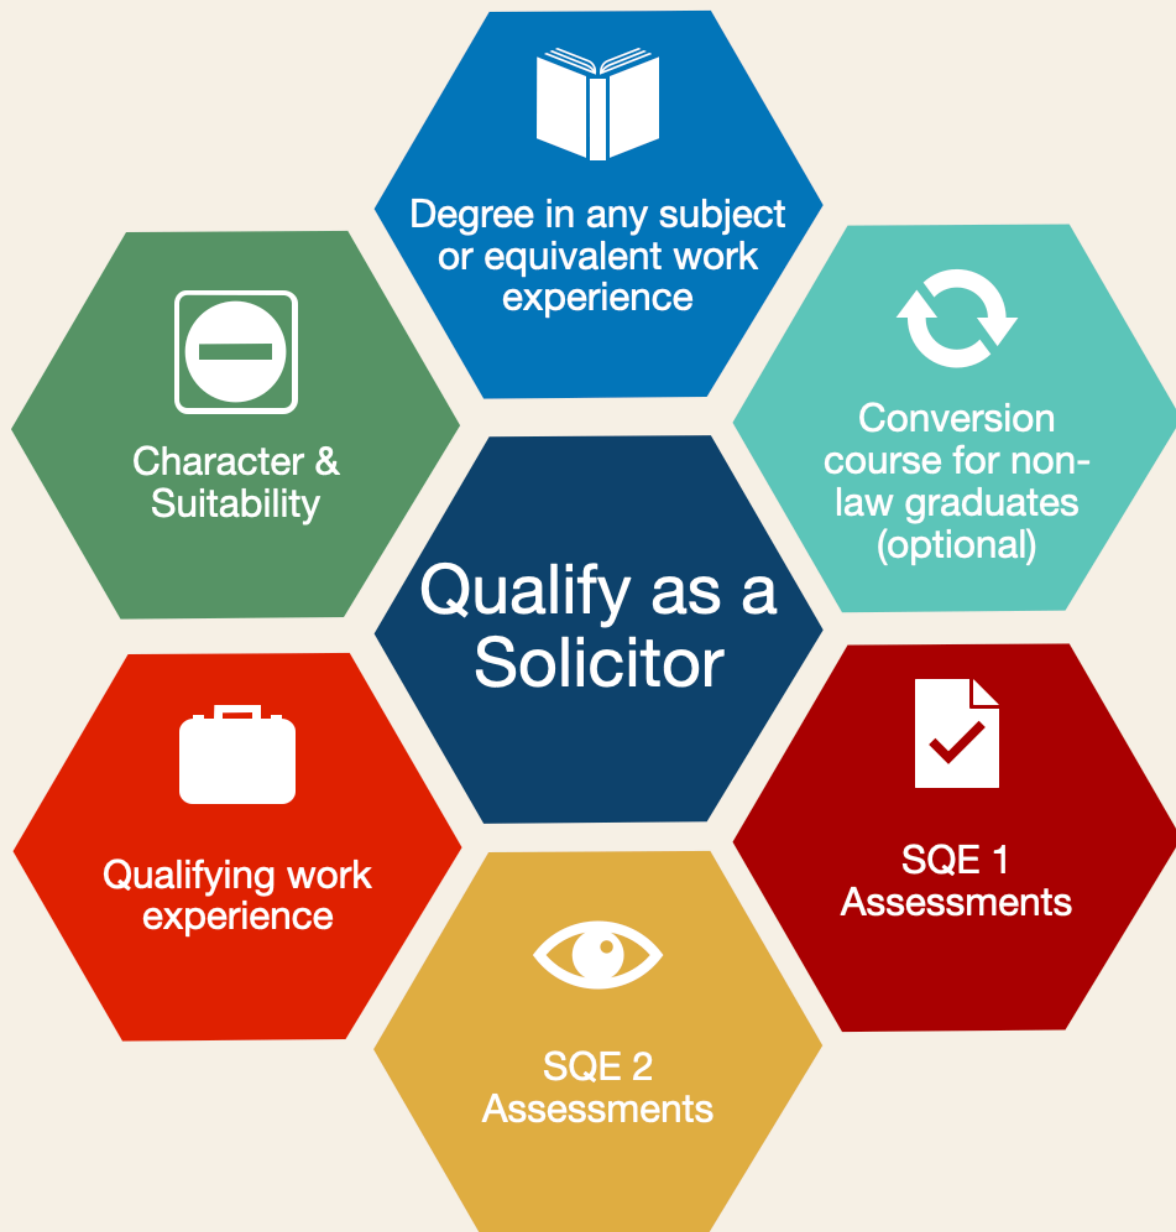 Degree in any subject
or equivalent work
experience
Conversion
course for non-
law graduates
(optional)
Character &
Suitability
Qualify as a
Solicitor
SQE 1
Assessments
Qualifying work
experience
SQE 2
Assessments